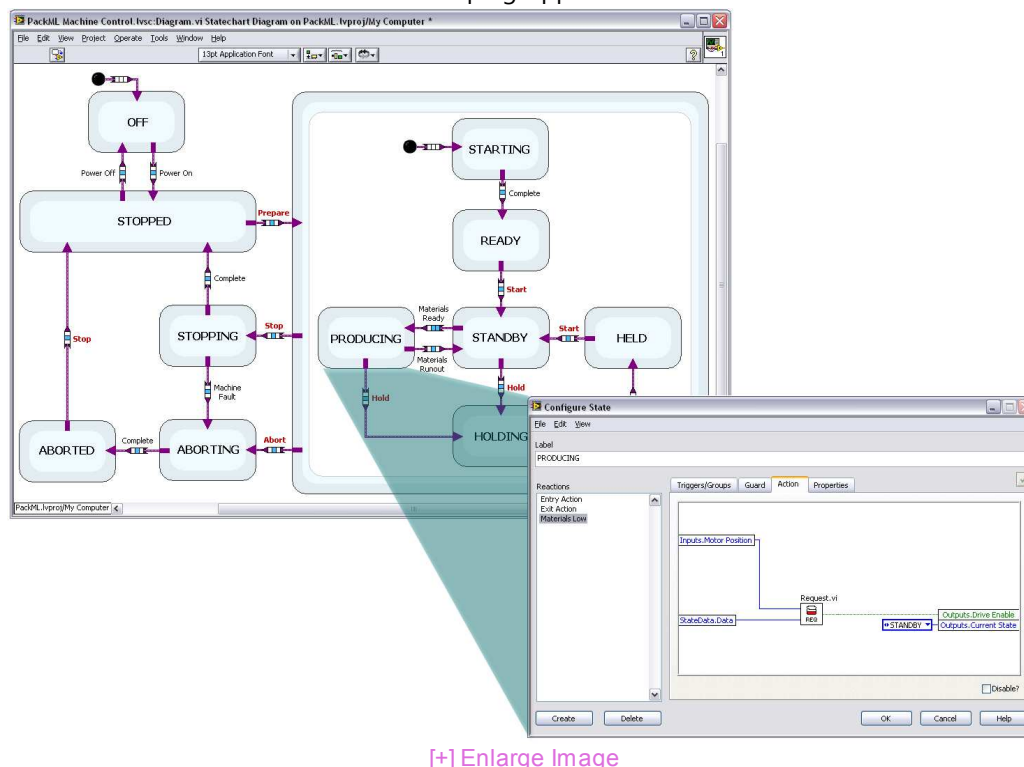 PackML Machine Control.lvsc:Diagram.vi Statechart Diagram on PackML.lvproj/My Computer *
File Edit View Project Operate Tools Window Help
13pt Application Font
OFF
Power Off
Power On
STOPPED
Prepare
Complete
STOPPING
Stop
Stop
Machine
Fault
ABORTED
Complete
ABORTING
Abort
STARTING
Complete
READY
Start
Materials
Ready
PRODUCING
STANDBY
Start
HELD
Materials
Runout
Hold
Hold
HOLDING
PackML.lvproj/My Computer
Configure State
File Edit View
Label
PRODUCING
Reactions
Entry Action
Exit Action
Materials Low
Triggers/Groups Guard Action Properties
Inputs.Motor Position
Request.vi
REQ
StateData.Data
Outputs.Drive Enable
STANDBY
Outputs.Current State
Disable?
Create Delete OK Cancel Help
[+] Enlarge Image